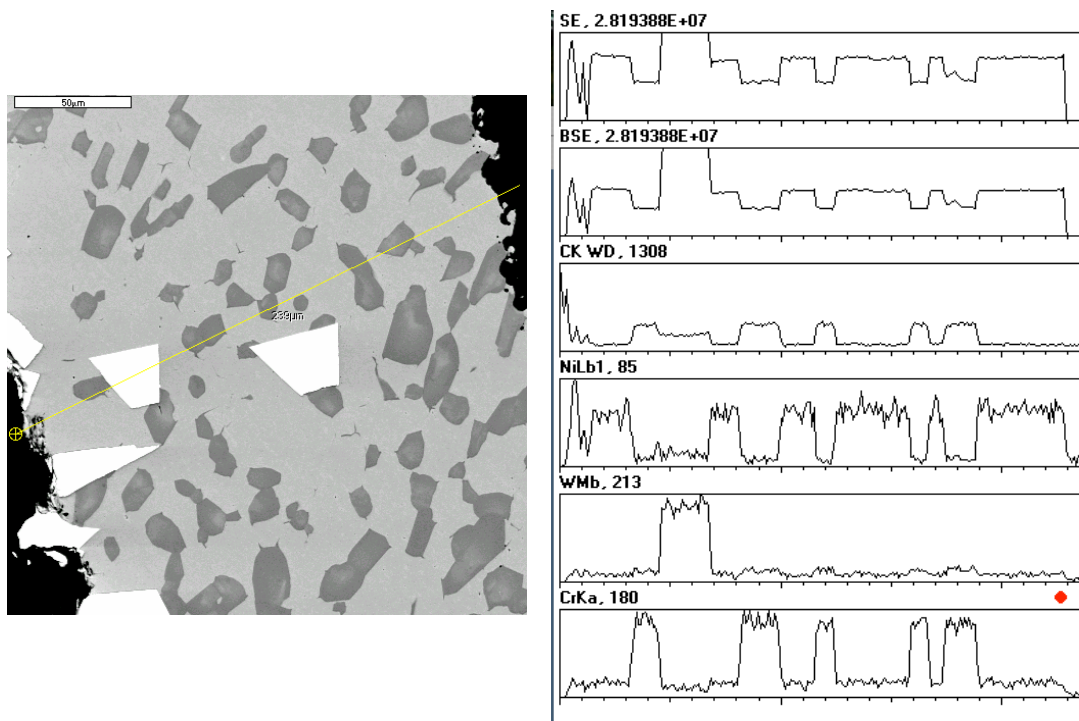 50µm
239µm
SE, 2.819388E+07
BSE, 2.819388E+07
CK WD, 1308
NiLb1, 85
WMb, 213
CrKa, 180